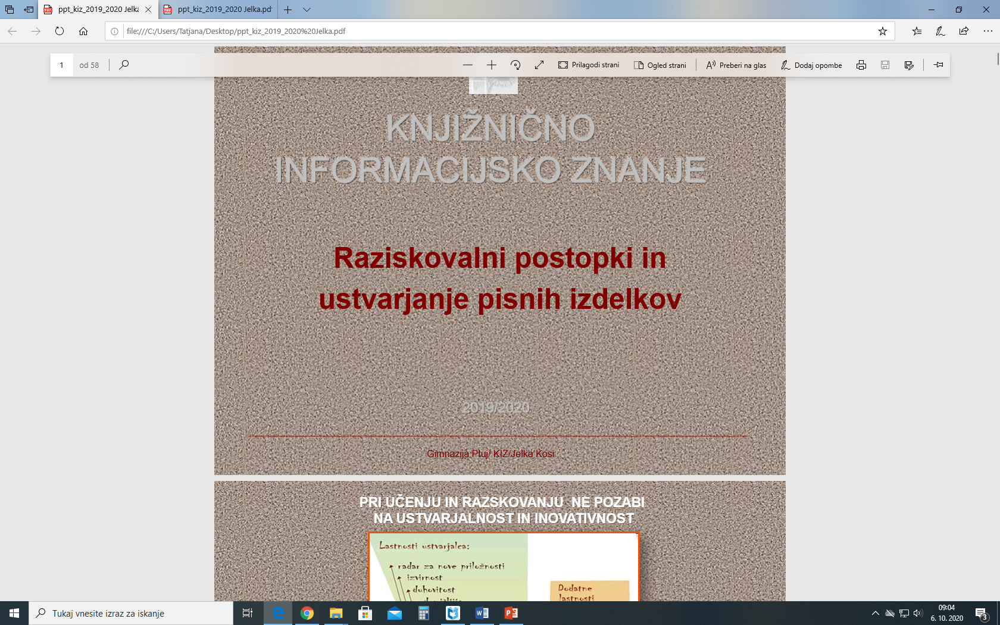 ppt_kiz_2019_2020 Jelka
ppt_kiz_2019_2020 Jelka.pdf
file:///C:/Users/Tatjana/Desktop/ppt_kiz_2019_2020%20Jelka.pdf
1 od 58 Prilagodi strani Ogled strani Preberi na glas Dodaj opombe
KNJIŽNIČNO
INFORMACIJSKO ZNANJE
Raziskovalni postopki in
ustvarjanje pisnih izdelkov
2019/2020
Gimnazija Ptuj/ KIZ/Jelka Kosi
PRI UČENJU IN RAZSKOVANJU NE POZABI
NA USTVARJALNOST IN INOVATIVNOST
Lastnosti ustvarjalca:
radar za nove priložnosti
izvirnost
duhovitost
Dodatne
lastnosti
Tukaj vnesite izraz za iskanje
09:04
6. 10. 2020
3